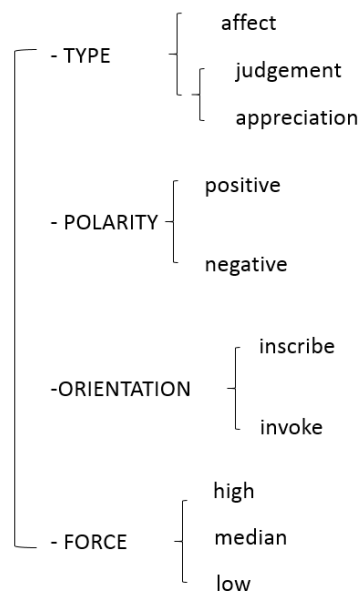 affect
- TYPE
judgement
appreciation
positive
- POLARITY
negative
inscribe
-ORIENTATION
invoke
high
- FORCE
median
low